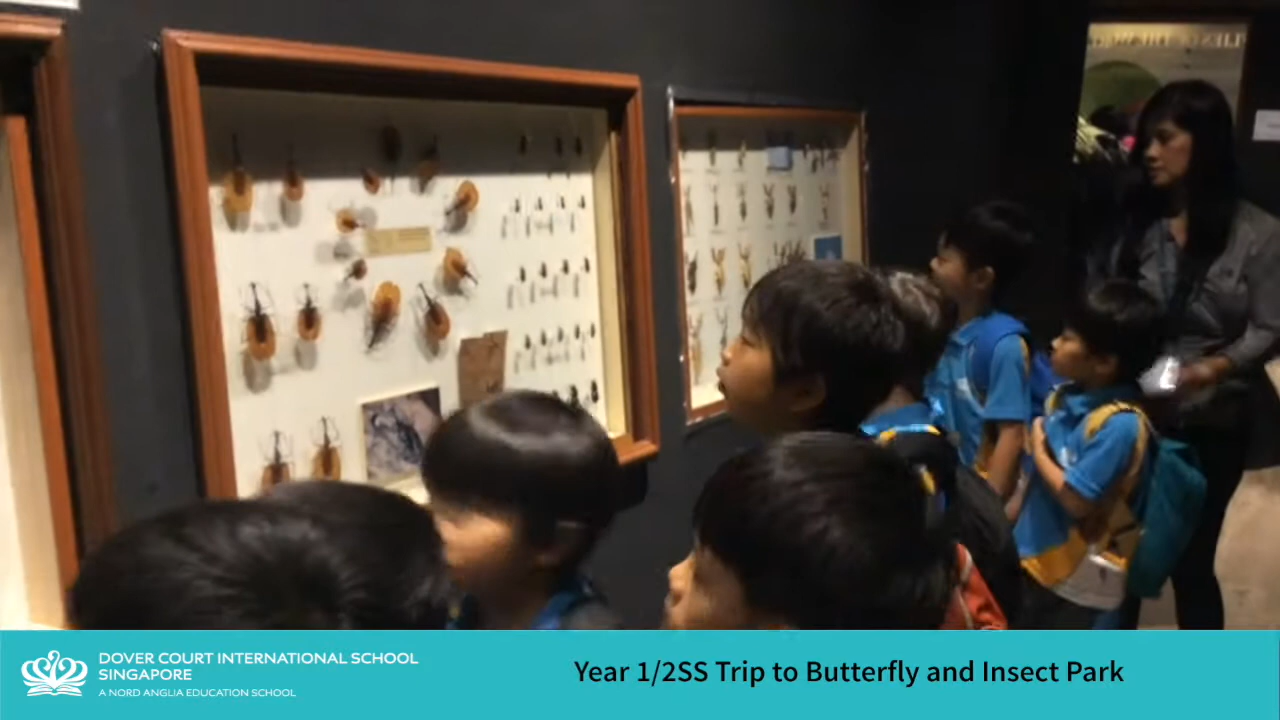 DOVER COURT INTERNATIONAL SCHOOL
SINGAPORE
A NORD ANGLIA EDUCATION SCHOOL
Year 1/2SS Trip to Butterfly and Insect Park